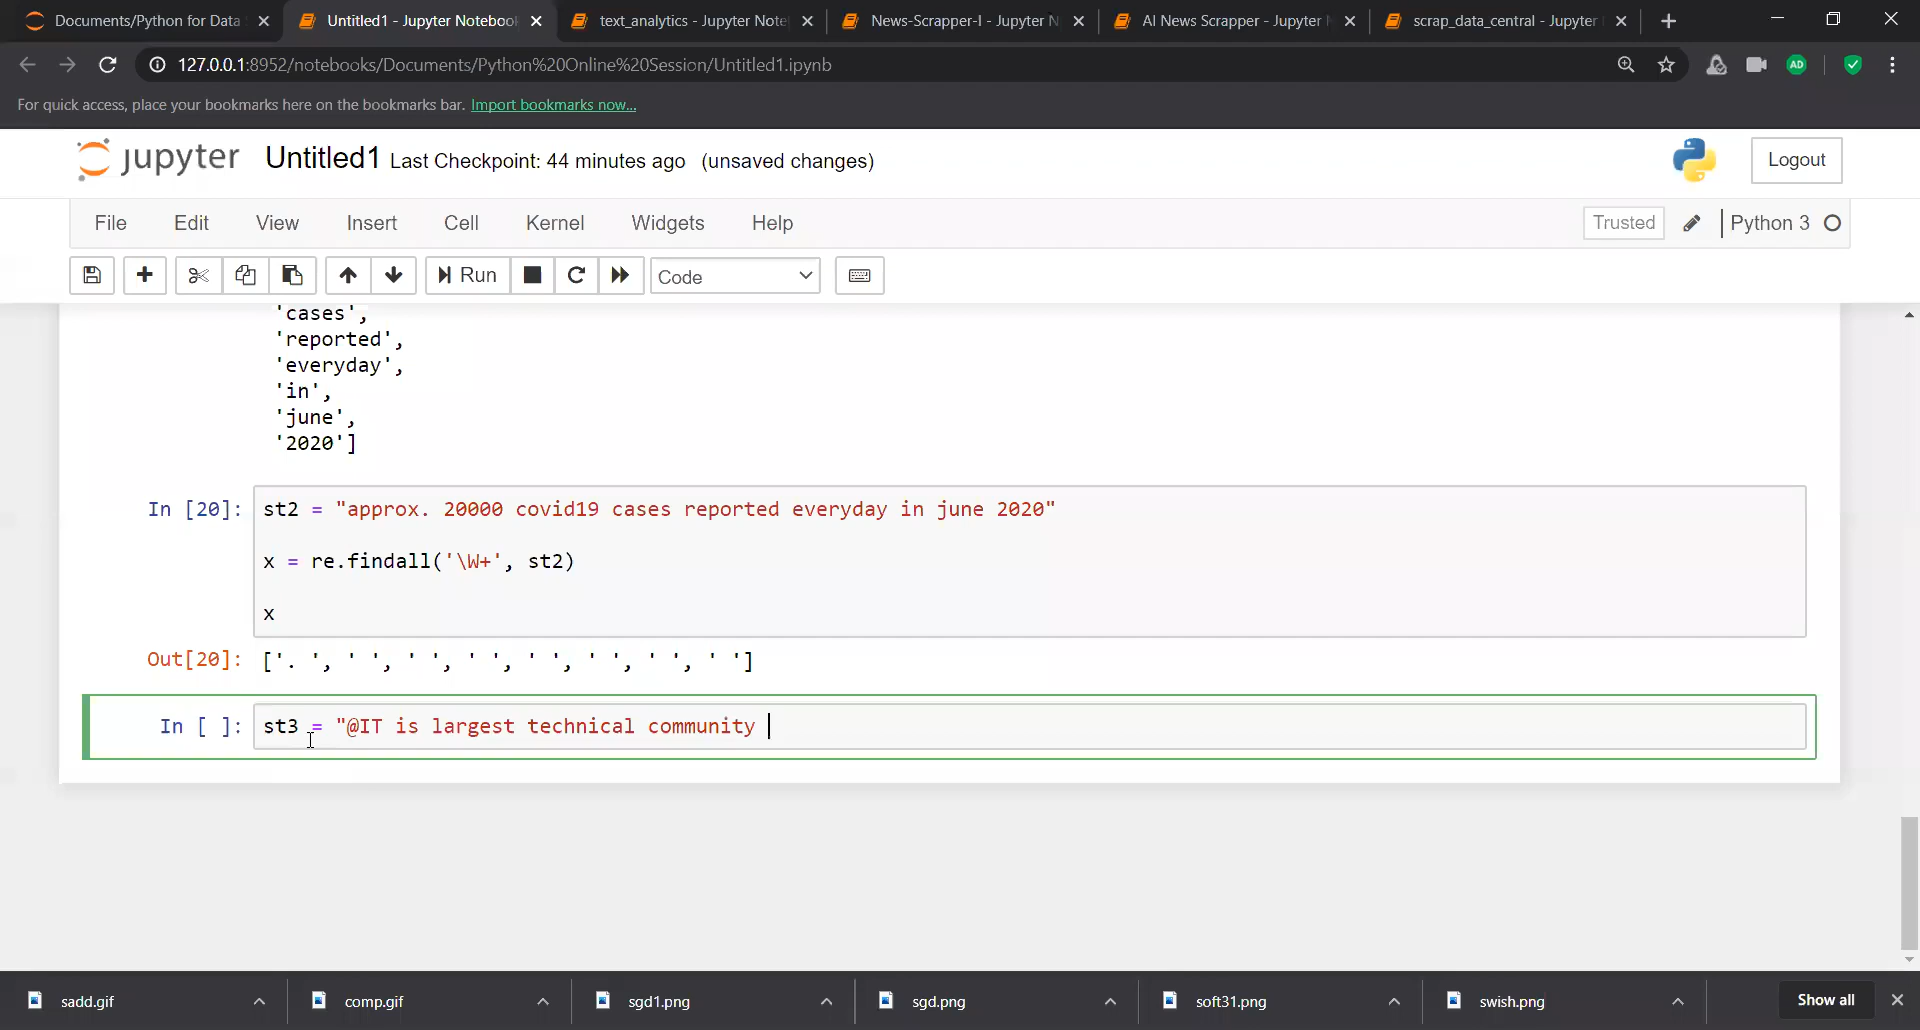 Documents/Python for Data
Untitled1 - Jupyter Noteboo
text_analytics - Jupyter Note
News-Scrapper-I - Jupyter N
AI News Scrapper - Jupyter
scrap_data_central - Jupyter
127.0.0.1:8952/notebooks/Documents/Python%20Online%20Session/Untitled1.ipynb
AD
For quick access, place your bookmarks here on the bookmarks bar. Import bookmarks now...
jupyter Untitled1 Last Checkpoint: 44 minutes ago (unsaved changes)
Logout
File Edit View Insert Cell Kernel Widgets Help
Trusted Python 3
Run Code
'cases',
'reported',
'everyday',
'in',
'june',
'2020']
In [20]: st2 = "approx. 20000 covid19 cases reported everyday in june 2020"
x = re.findall('\W+', st2)
x
Out[20]: ['. ', ' ', ' ', ' ', ' ', ' ', ' ', ' ']
In [ ]: st3 = "@IT is largest technical community
sadd.gif
comp.gif
sgd1.png
sgd.png
soft31.png
swish.png
Show all